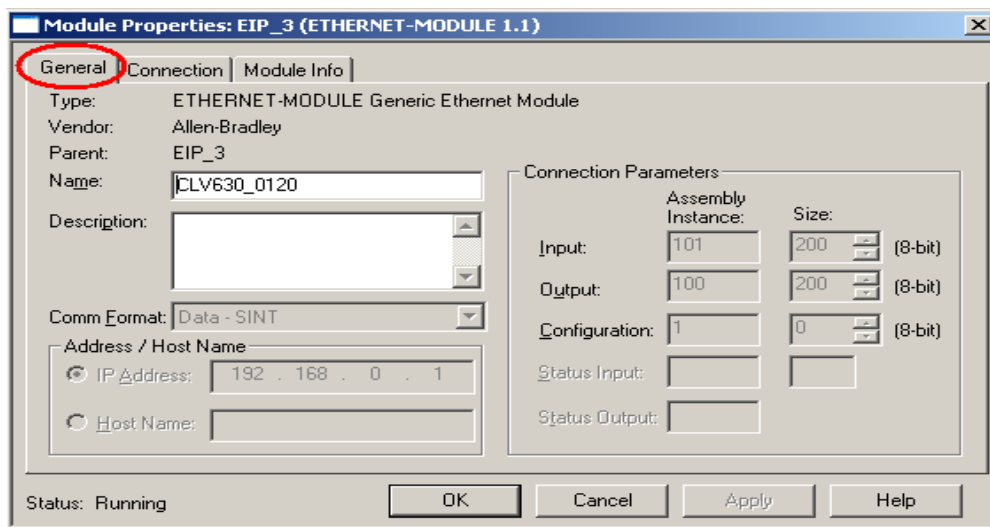 Module Properties: EIP_3 (ETHERNET-MODULE 1.1)
General Connection Module Info
Type: ETHERNET-MODULE Generic Ethernet Module
Vendor: Allen-Bradley
Parent: EIP_3
Name: CLV630_0120
Description:
Comm Format: Data - SINT
Address / Host Name
IP Address: 192 . 168 . 0 . 1
Host Name:
Connection Parameters
Assembly
Instance: Size:
Input: 101 200 (8-bit)
Output: 100 200 (8-bit)
Configuration: 1 0 (8-bit)
Status Input:
Status Output:
Status: Running OK Cancel Apply Help